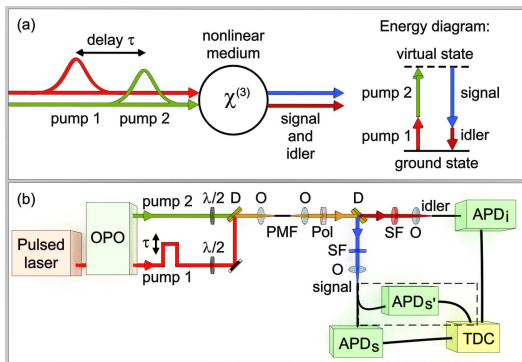 (a)
delay τ
pump 1 pump 2
nonlinear
medium
χ(3)
signal
and
idler
Energy diagram:
virtual state
pump 2
signal
pump 1
idler
ground state
(b)
Pulsed
laser
OPO
pump 2
τ
pump 1
λ/2
λ/2
D
O
PMF
O
Pol
D
SF
O
idler
APDi
SF
O
signal
APDs'
APDs
TDC